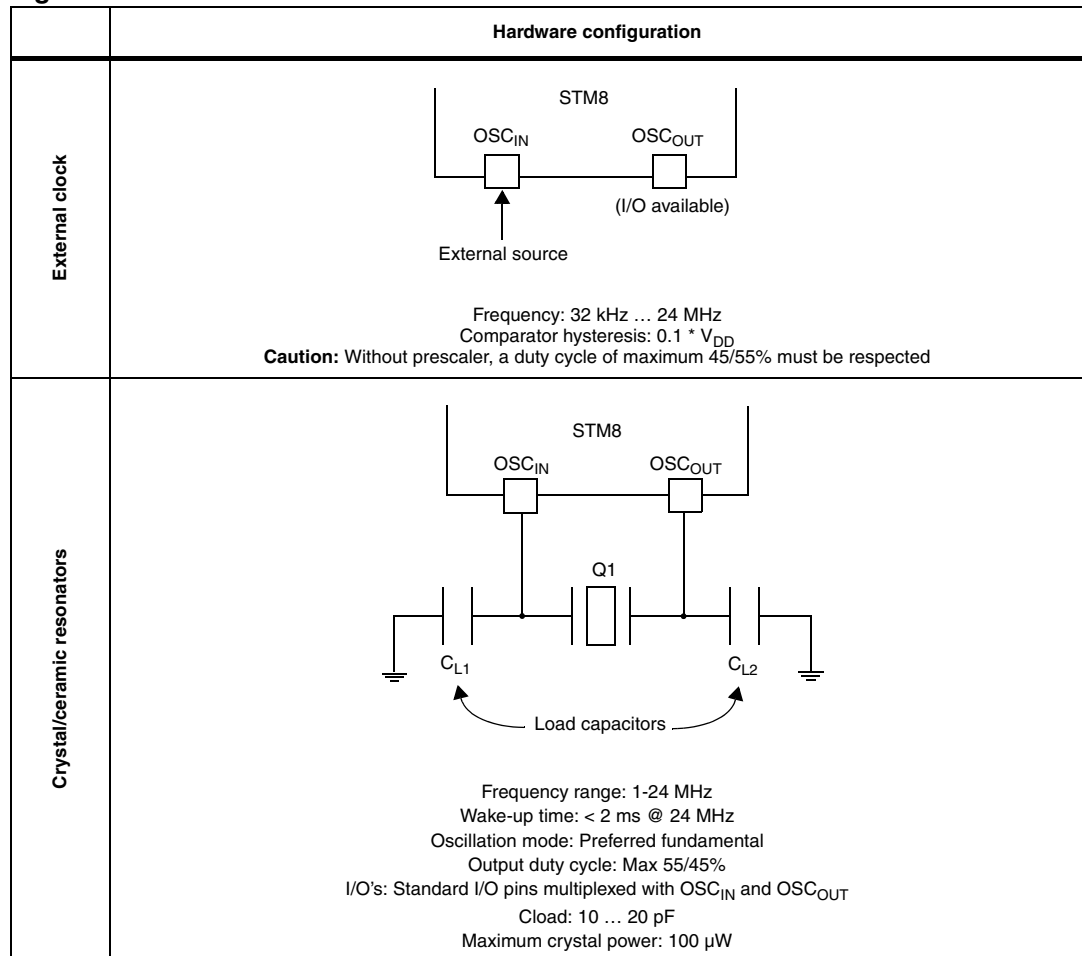 Hardware configuration
External clock
STM8
OSCIN
OSCOUT
(I/O available)
External source
Frequency: 32 kHz … 24 MHz
Comparator hysteresis: 0.1 * VDD
Caution: Without prescaler, a duty cycle of maximum 45/55% must be respected
Crystal/ceramic resonators
STM8
OSCIN
OSCOUT
Q1
CL1
CL2
Load capacitors
Frequency range: 1-24 MHz
Wake-up time: < 2 ms @ 24 MHz
Oscillation mode: Preferred fundamental
Output duty cycle: Max 55/45%
I/O's: Standard I/O pins multiplexed with OSCIN and OSCOUT
Cload: 10 … 20 pF
Maximum crystal power: 100 µW